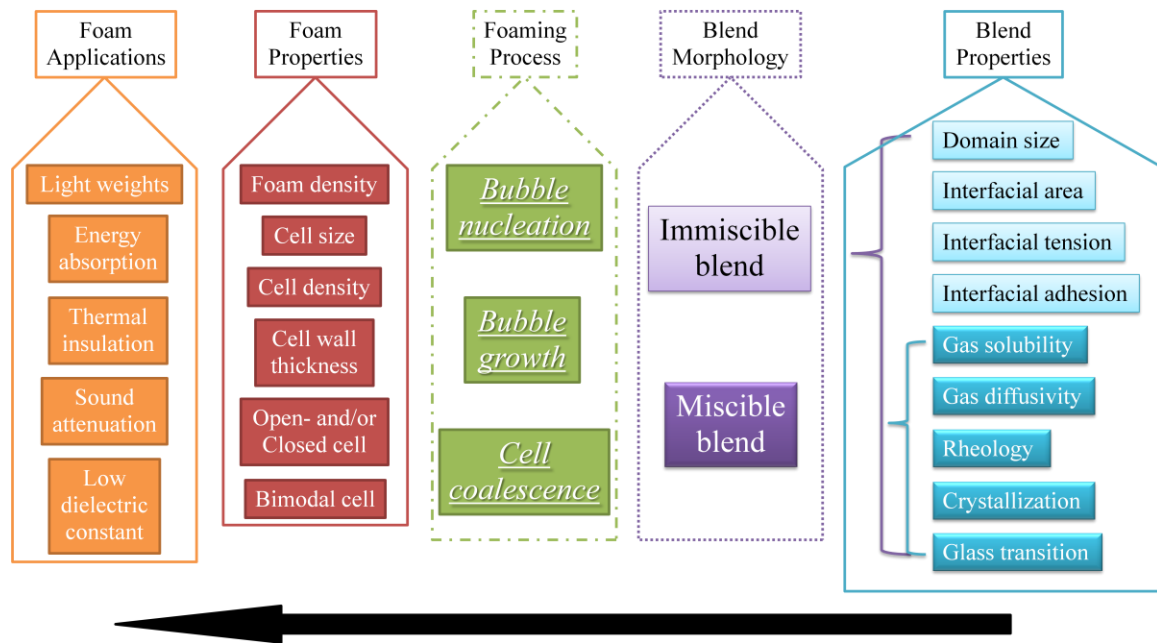 Foam
Applications
Light weights
Energy
absorption
Thermal
insulation
Sound
attenuation
Low
dielectric
constant
Foam
Properties
Foam density
Cell size
Cell density
Cell wall
thickness
Open- and/or
Closed cell
Bimodal cell
Foaming
Process
Bubble
nucleation
Bubble
growth
Cell
coalescence
Blend
Morphology
Immiscible
blend
Miscible
blend
Blend
Properties
Domain size
Interfacial area
Interfacial tension
Interfacial adhesion
Gas solubility
Gas diffusivity
Rheology
Crystallization
Glass transition